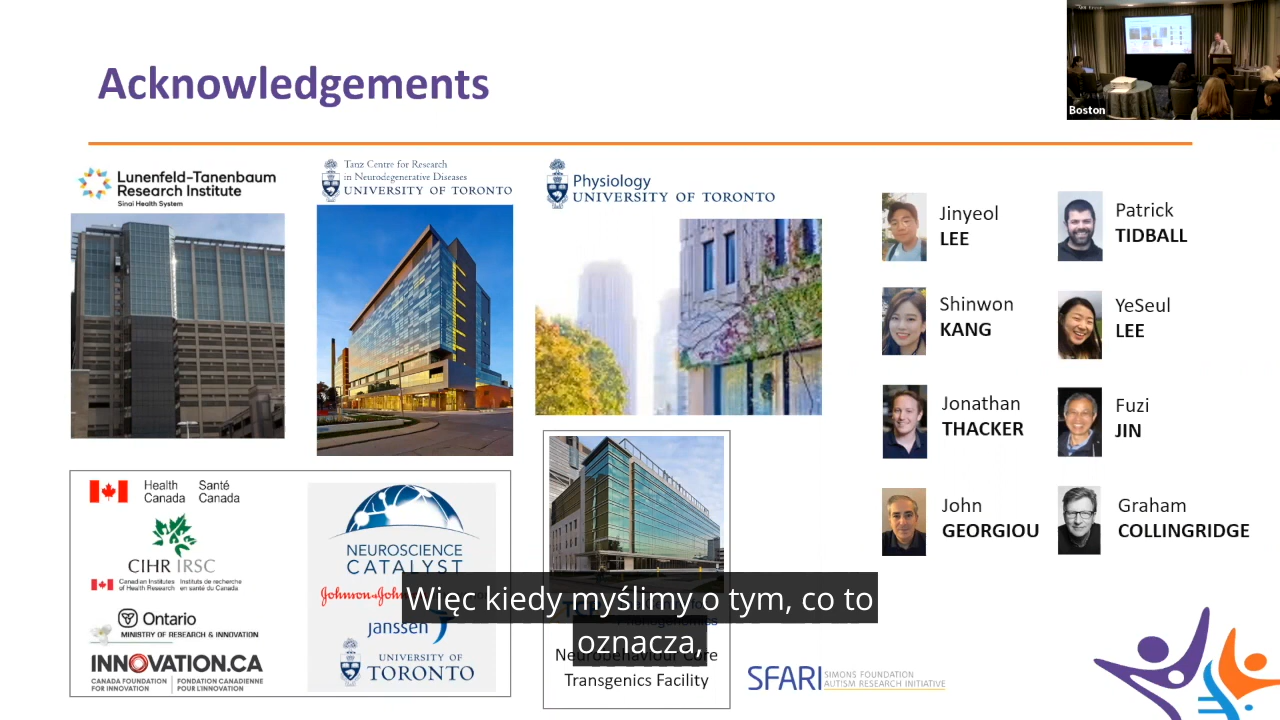 Acknowledgements
Boston
Lunenfeld-Tanenbaum
Research Institute
Sinai Health System
Tanz Centre for Research
in Neurodegenerative Diseases
UNIVERSITY OF TORONTO
Physiology
UNIVERSITY OF TORONTO
Jinyeol
LEE
Patrick
TIDBALL
Shinwon
KANG
YeSeul
LEE
Jonathan
THACKER
Fuzi
JIN
John
GEORGIOU
Graham
COLLINGRIDGE
Health Santé
Canada Canada
CIHR IRSC
Canadian Institutes Instituts de recherche
of Health Research en santé du Canada
Ontario
MINISTRY OF RESEARCH & INNOVATION
INNOVATION.CA
CANADA FOUNDATION FONDATION CANADIENNE
FOR INNOVATION POUR L'INNOVATION
NEUROSCIENCE
CATALYST
Johnson
janssen
UNIVERSITY OF
TORONTO
Transgenics Facility
SFARI SIMONS FOUNDATION
AUTISM RESEARCH INITIATIVE
Więc kiedy myślimy o tym, co to
oznacza,